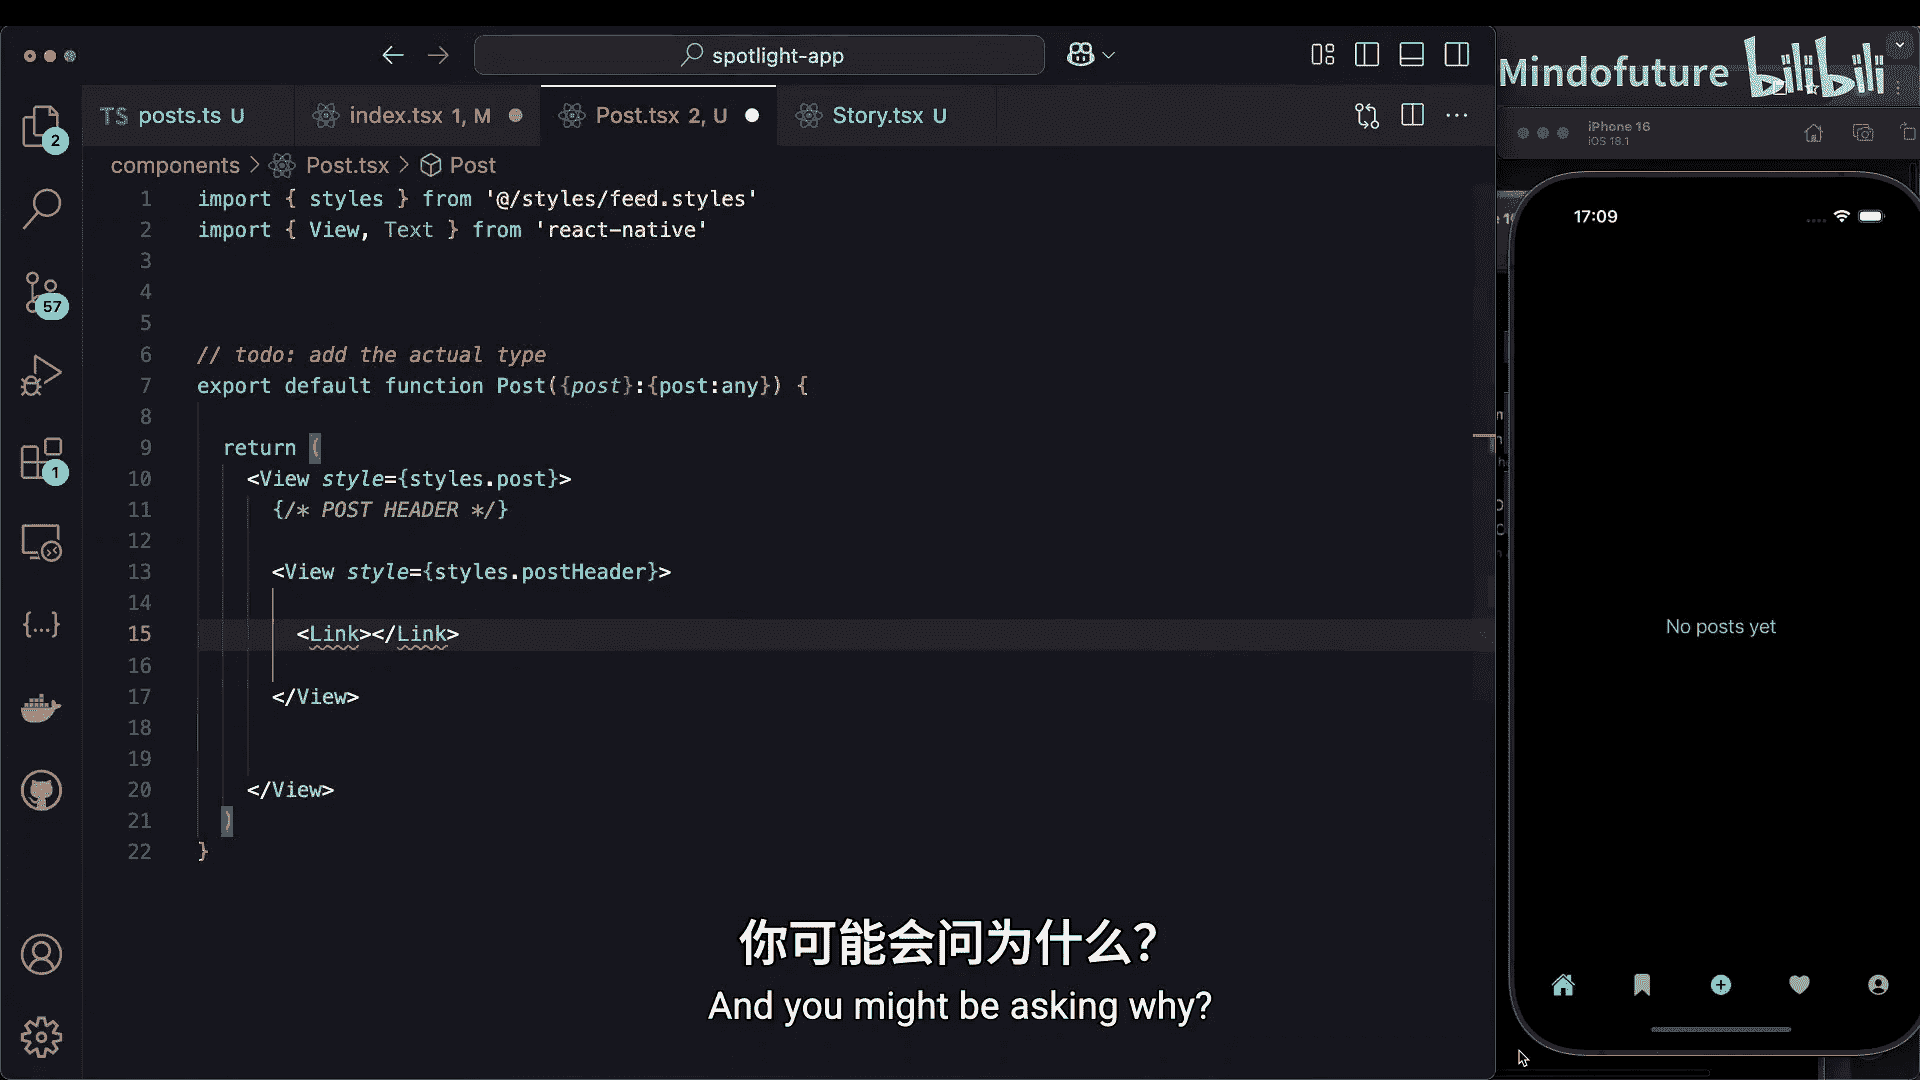 spotlight-app
Mindofuture bilibili
TS posts.ts U
index.tsx 1, M
Post.tsx 2, U
Story.tsx U
components > Post.tsx > Post
1 import { styles } from '@/styles/feed.styles'
2 import { View, Text } from 'react-native'
3
4
5
6 // todo: add the actual type
7 export default function Post({post}:{post:any}) {
8
9 return (
10 <View style={styles.post}>
11 {/* POST HEADER */}
12
13 <View style={styles.postHeader}>
14
15 <Link></Link>
16
17 </View>
18
19
20 </View>
21 )
22 }
2
57
1
{...}
iPhone 16
iOS 18.1
17:09
No posts yet
你可能会问为什么?
And you might be asking why?